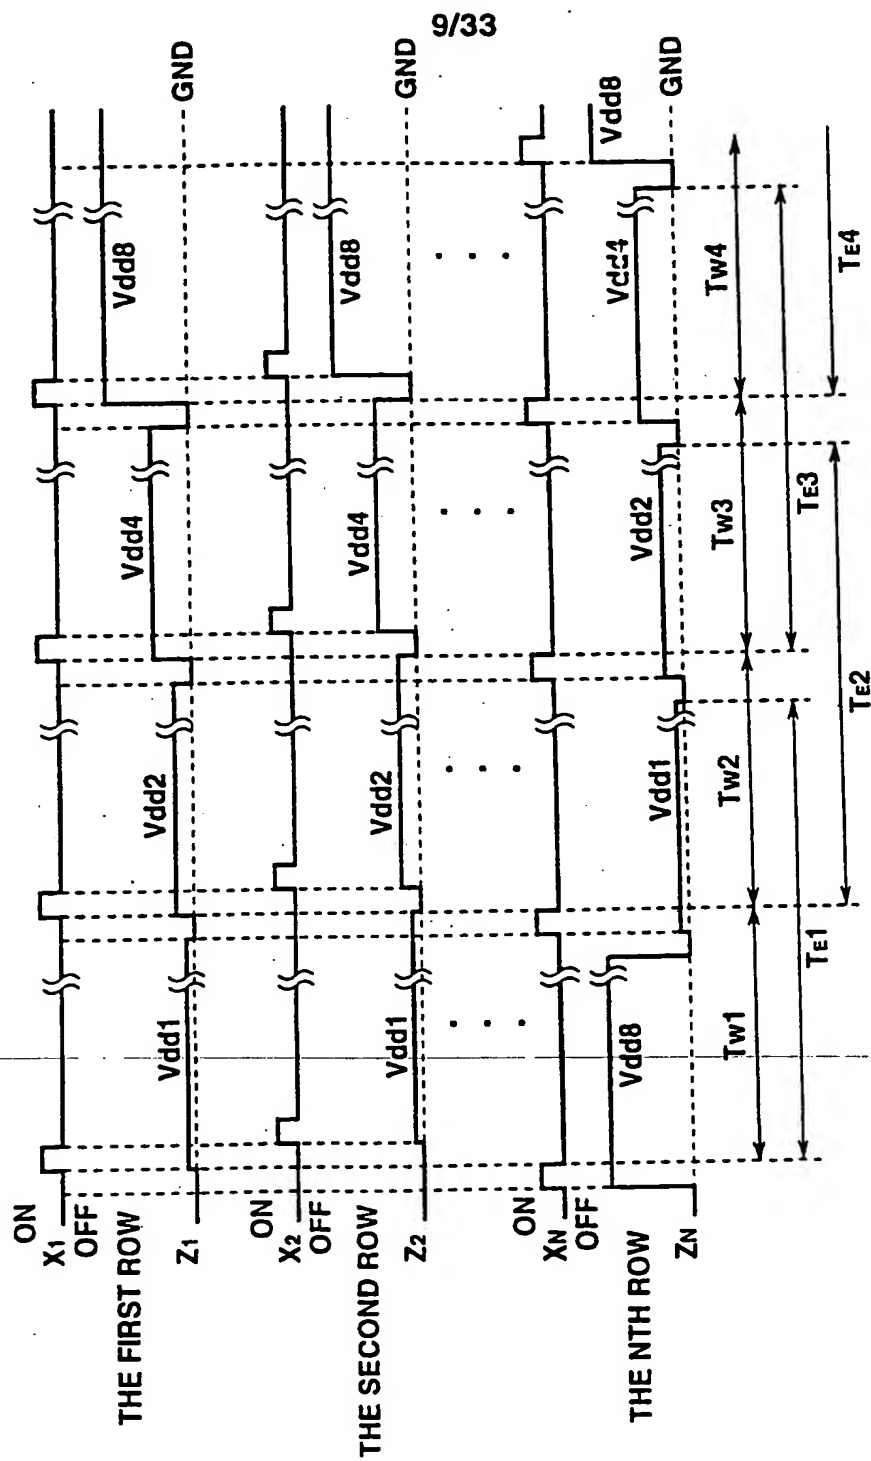 9/33
ON
X1
OFF
THE FIRST ROW
Z1
Vdd1
Vdd2
Vdd4
Vdd8
GND
ON
X2
OFF
THE SECOND ROW
Z2
Vdd1
Vdd2
Vdd4
Vdd8
GND
ON
XN
OFF
THE NTH ROW
ZN
Vdd8
Vdd1
Vdd2
Vdd4
Vdd8
GND
TW1
TW2
TW3
TW4
TE1
TE3
TE2
TE4